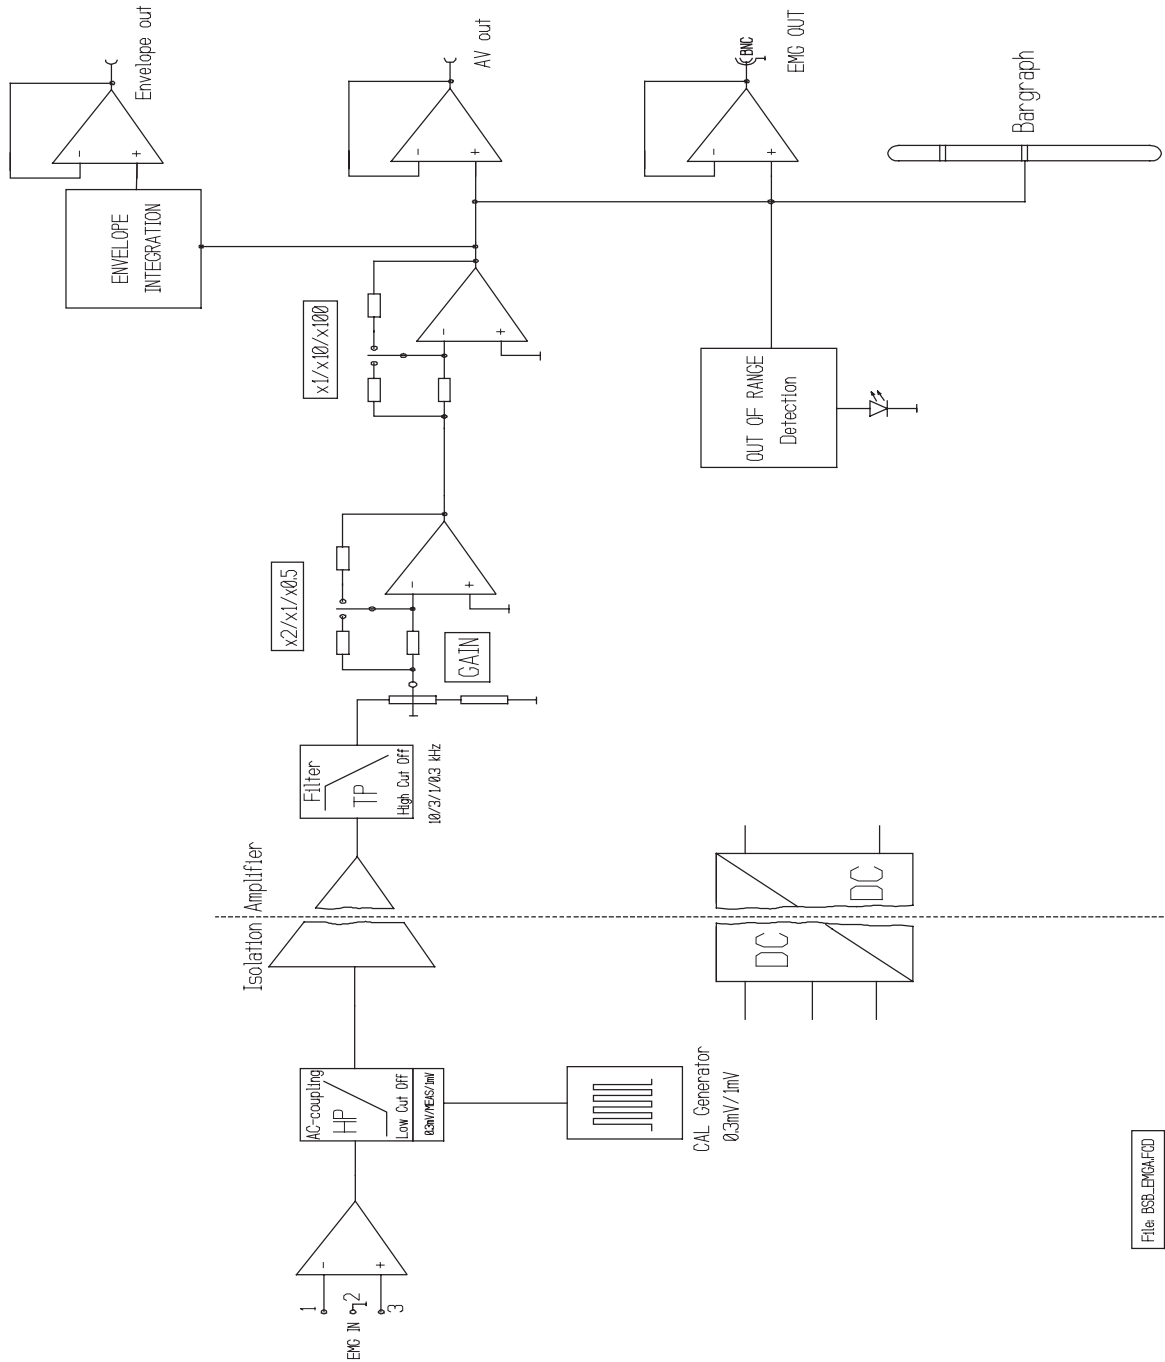 EMG IN
1
2
3
-
+
AC-coupling
HP
Low Cut Off
0.3mV/MEAS/1mV
CAL Generator
0.3mV/1mV
Isolation Amplifier
DC
DC
Filter
TP
High Cut Off
10/3/1/0.3 kHz
GAIN
x2/x1/x0.5
-
+
x1/x10/x100
-
+
ENVELOPE
INTEGRATION
-
+
Envelope out
-
+
AV out
-
+
BNC
EMG OUT
OUT OF RANGE
Detection
Bargraph
File: BSB_EMGA.FCD